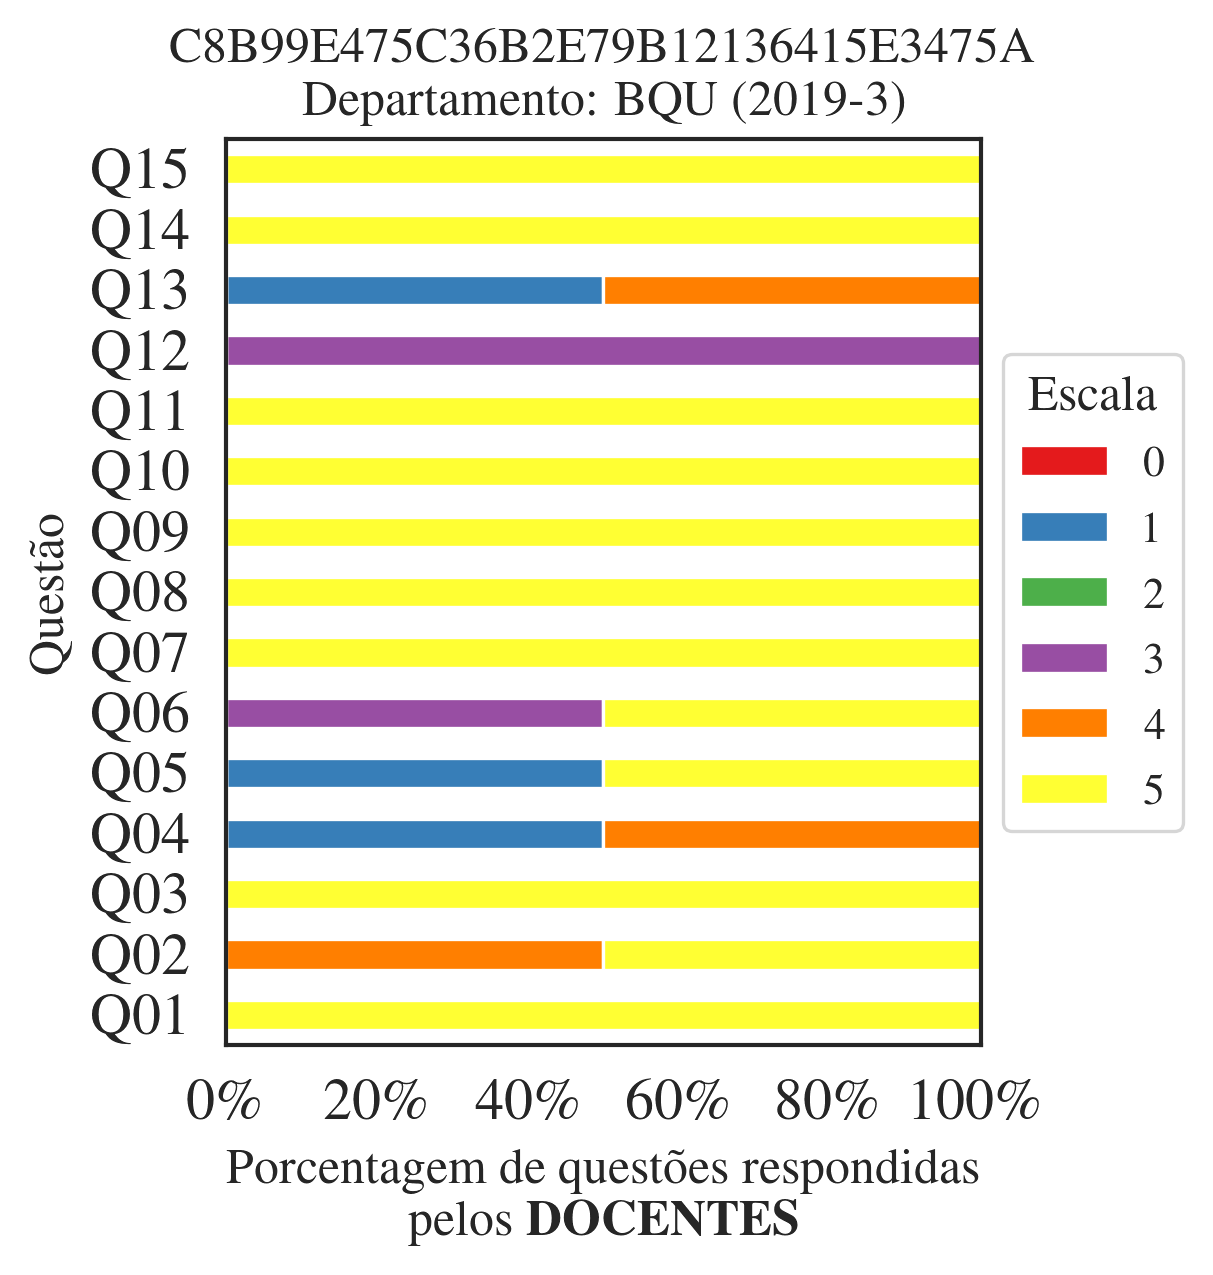 C8B99E475C36B2E79B12136415E3475A
Departamento: BQU (2019-3)
Questão
Q15
Q14
Q13
Q12
Q11
Q10
Q09
Q08
Q07
Q06
Q05
Q04
Q03
Q02
Q01
0% 20% 40% 60% 80% 100%
Porcentagem de questões respondidas
pelos DOCENTES
Escala
0
1
2
3
4
5